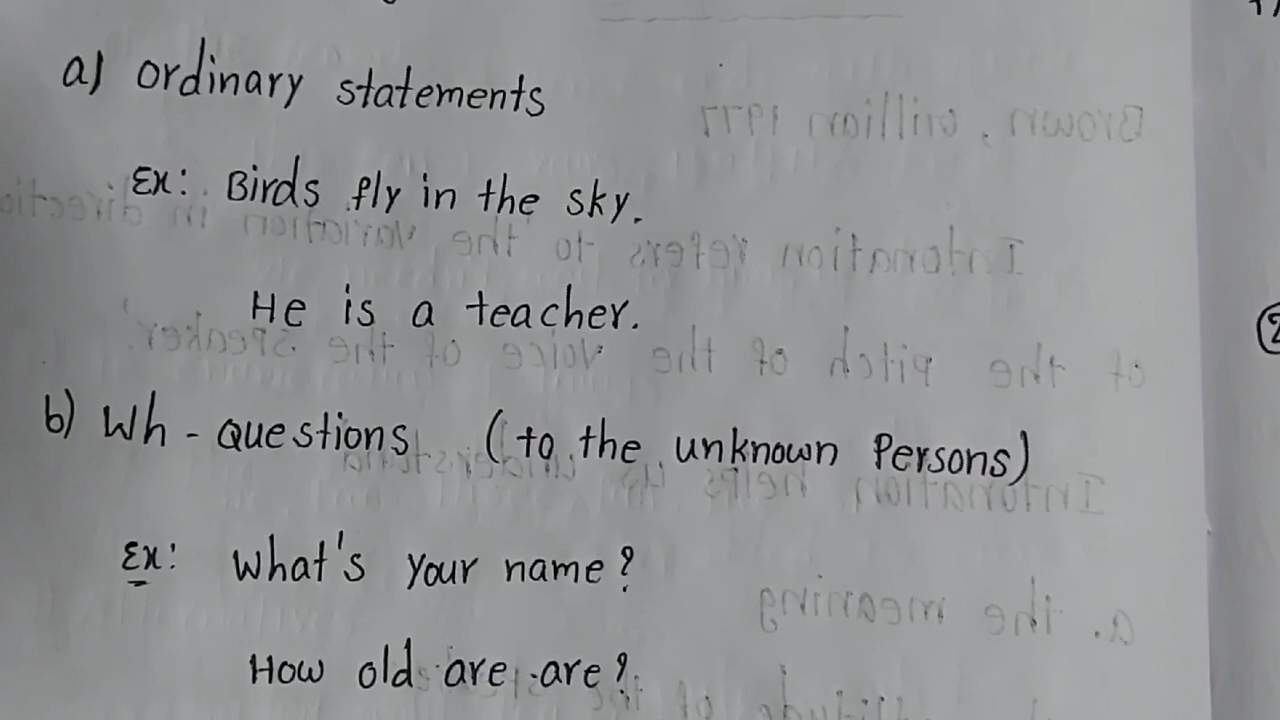 a) ordinary statements
Ex: Birds fly in the sky.
He is a teacher.
b) Wh - questions (to the unknown Persons)
Ex: What's your name?
How old are are?